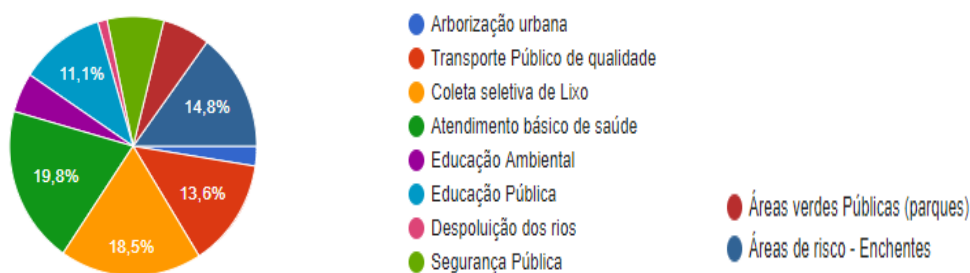 11,1%
14,8%
19,8%
13,6%
18,5%
Arborização urbana
Transporte Público de qualidade
Coleta seletiva de Lixo
Atendimento básico de saúde
Educação Ambiental
Educação Pública
Despoluição dos rios
Segurança Pública
Áreas verdes Públicas (parques)
Áreas de risco - Enchentes